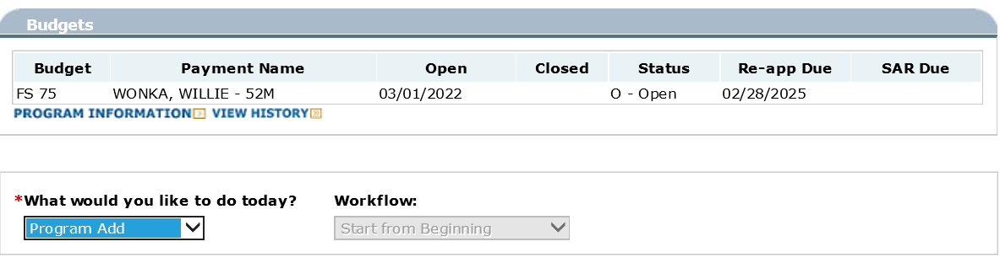 Budgets
Budget Payment Name Open Closed Status Re-app Due SAR Due
FS 75 WONKA, WILLIE - 52M 03/01/2022 O - Open 02/28/2025
PROGRAM INFORMATION VIEW HISTORY
*What would you like to do today? Workflow:
Program Add Start from Beginning